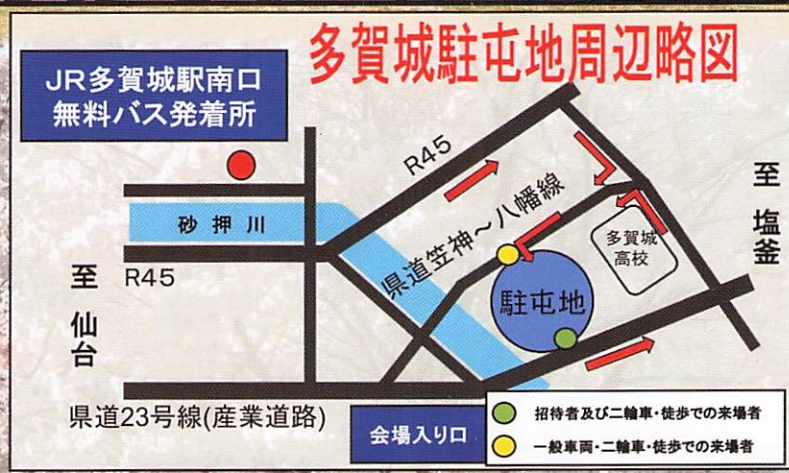 多賀城駐屯地周辺略図
JR多賀城駅南口
無料バス発着所
R45
県道笠神～八幡線
砂押川
R45
至 仙台
至 塩釜
多賀城
高校
駐屯地
県道23号線(産業道路)
会場入り口
招待者及び二輪車・徒歩での来場者
一般車両・二輪車・徒歩での来場者